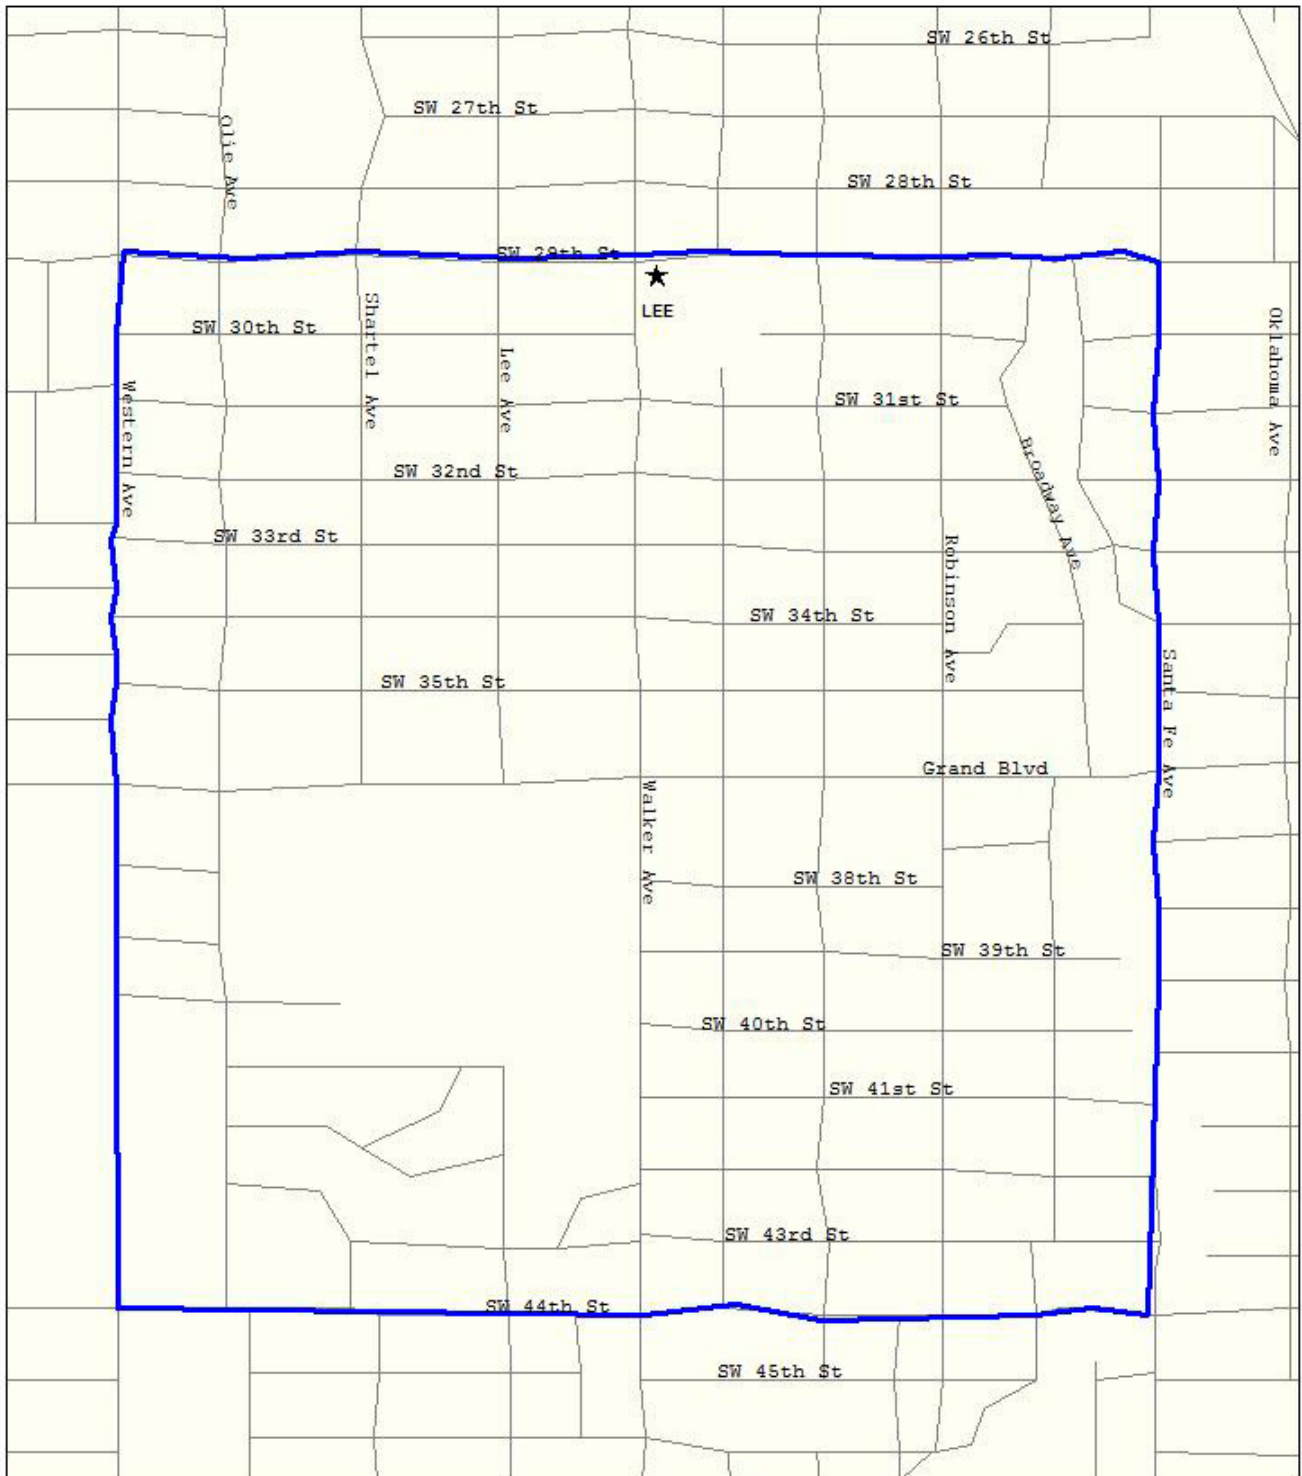 SW 26th St
SW 27th St
Olie Ave
SW 28th St
SW 29th St
LEE
Shartel Ave
SW 30th St
Oklahoma Ave
Lee Ave
Western Ave
SW 31st St
Broadway Ave
SW 32nd St
SW 33rd St
Robinson Ave
SW 34th St
Santa Fe Ave
SW 35th St
Grand Blvd
Walker Ave
SW 38th St
SW 39th St
SW 40th St
SW 41st St
SW 43rd St
SW 44th St
SW 45th St